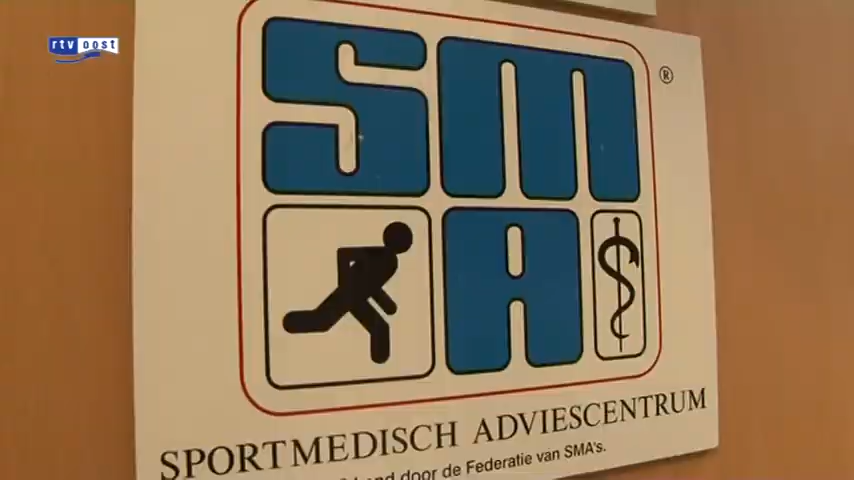 rtv oost
SM
®
A
SPORTMEDISCH ADVIESCENTRUM
door de Federatie van SMA's.